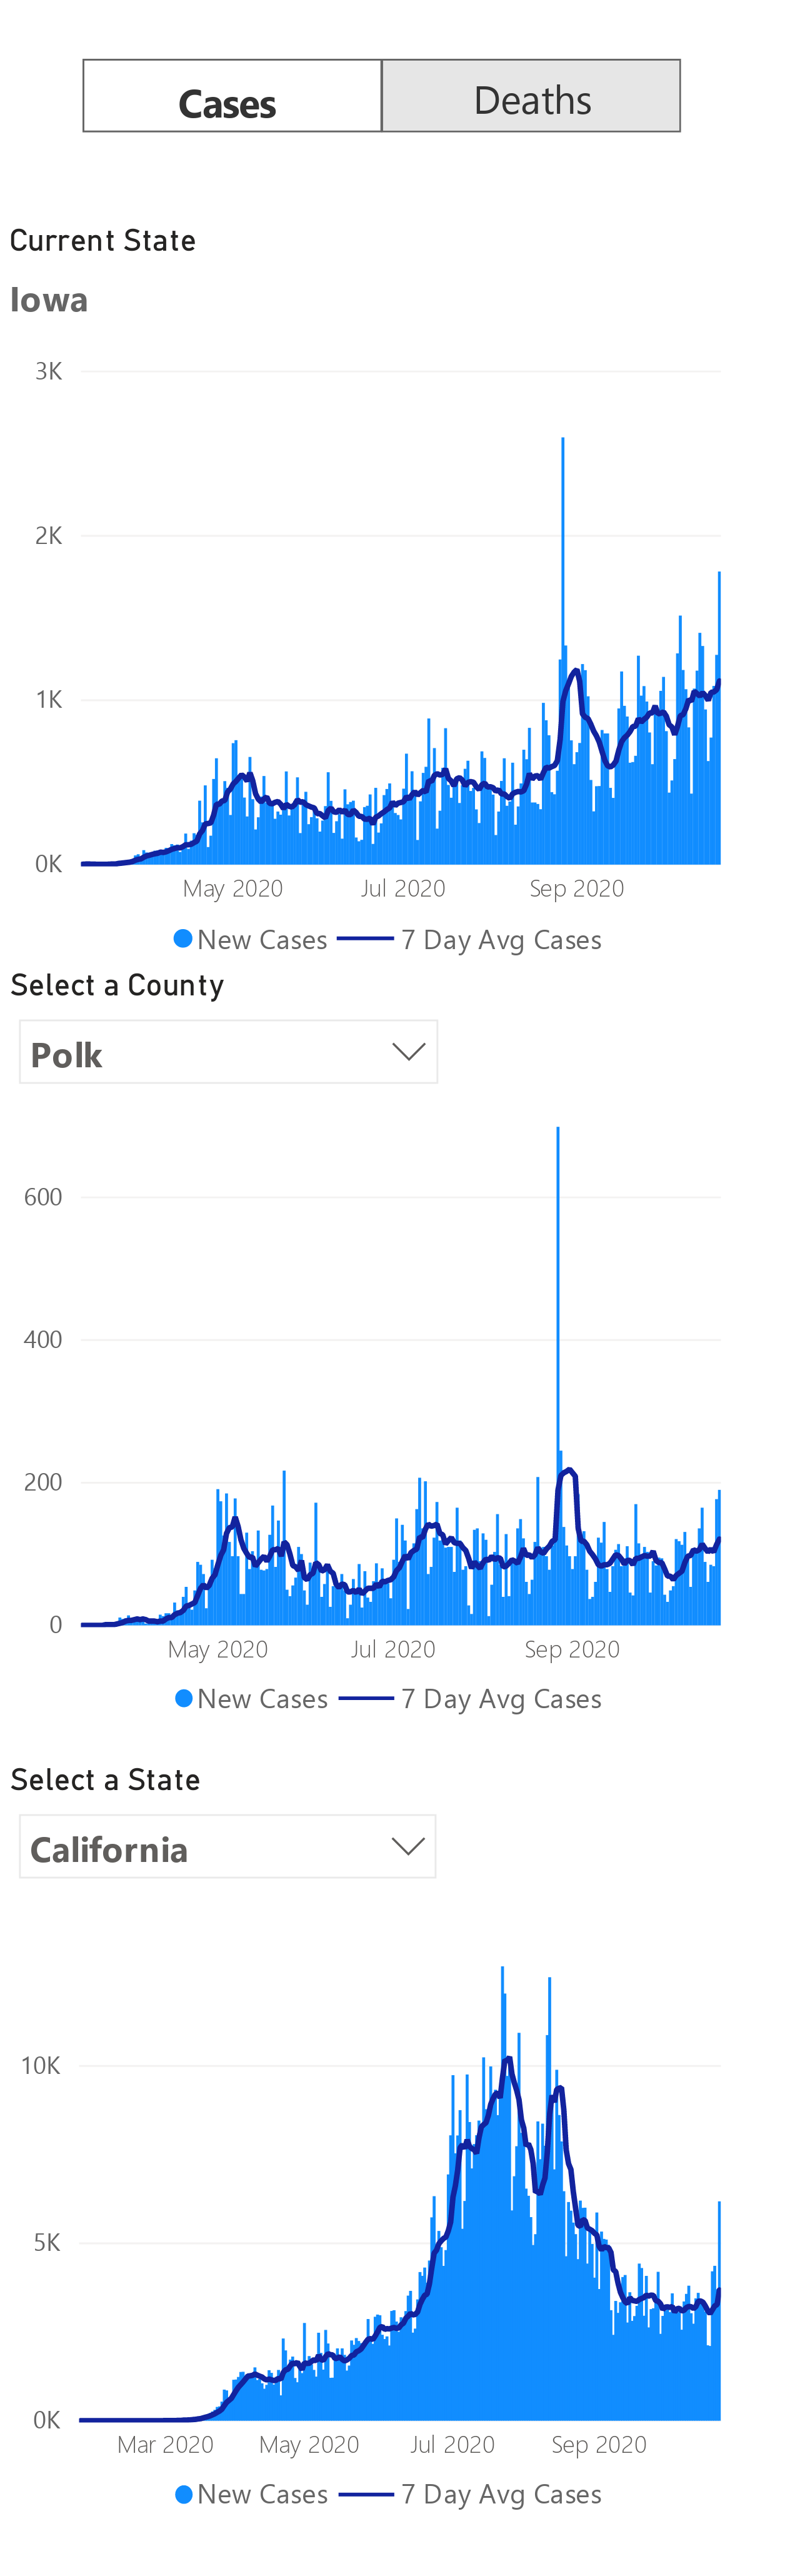 Cases Deaths
Current State
Iowa
3K
2K
1K
0K
May 2020 Jul 2020 Sep 2020
New Cases 7 Day Avg Cases
Select a County
Polk
600
400
200
0
May 2020 Jul 2020 Sep 2020
New Cases 7 Day Avg Cases
Select a State
California
10K
5K
0K
Mar 2020 May 2020 Jul 2020 Sep 2020
New Cases 7 Day Avg Cases